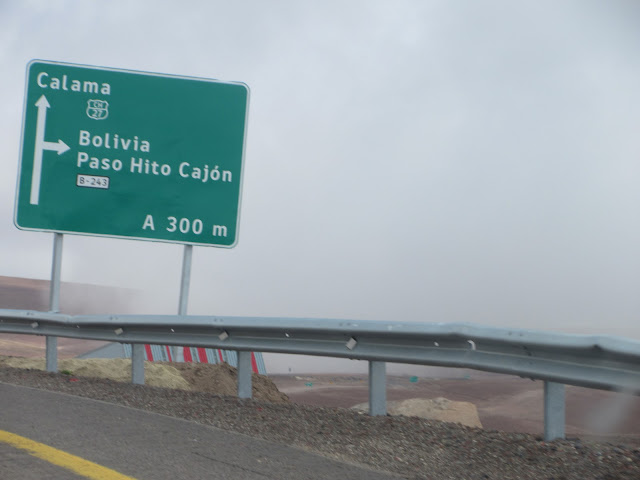 Calama
CH
27
Bolivia
Paso Hito Cajón
B-243
A 300 m